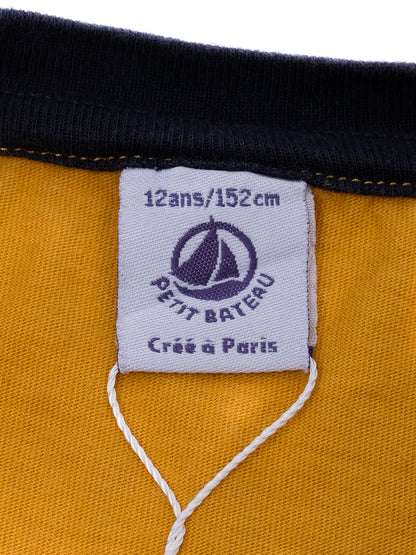 12ans/152cm
PETIT BATEAU
Créé à Paris